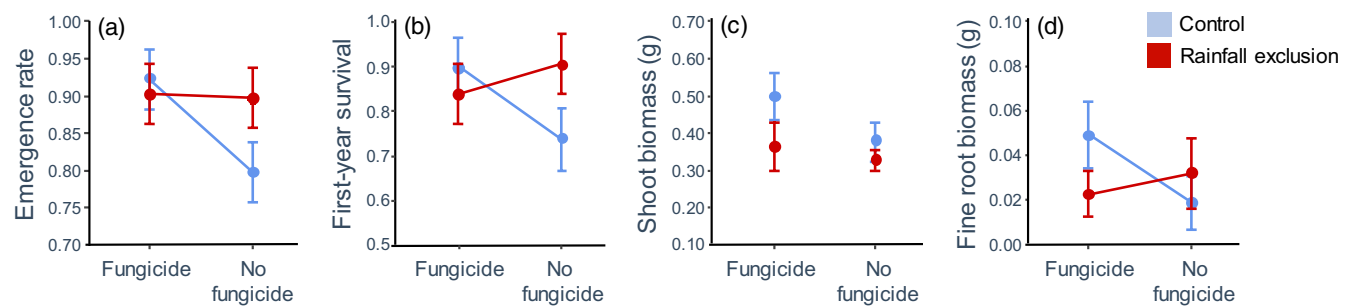 (a)
Emergence rate
1.00
0.95
0.90
0.85
0.80
0.75
0.70
Fungicide
No
fungicide
(b)
First-year survival
1.0
0.9
0.8
0.7
0.6
0.5
Fungicide
No
fungicide
(c)
Shoot biomass (g)
0.70
0.60
0.50
0.40
0.30
0.20
0.10
Fungicide
No
fungicide
(d)
Fine root biomass (g)
0.10
0.08
0.06
0.04
0.02
0.00
Fungicide
No
fungicide
Control
Rainfall exclusion